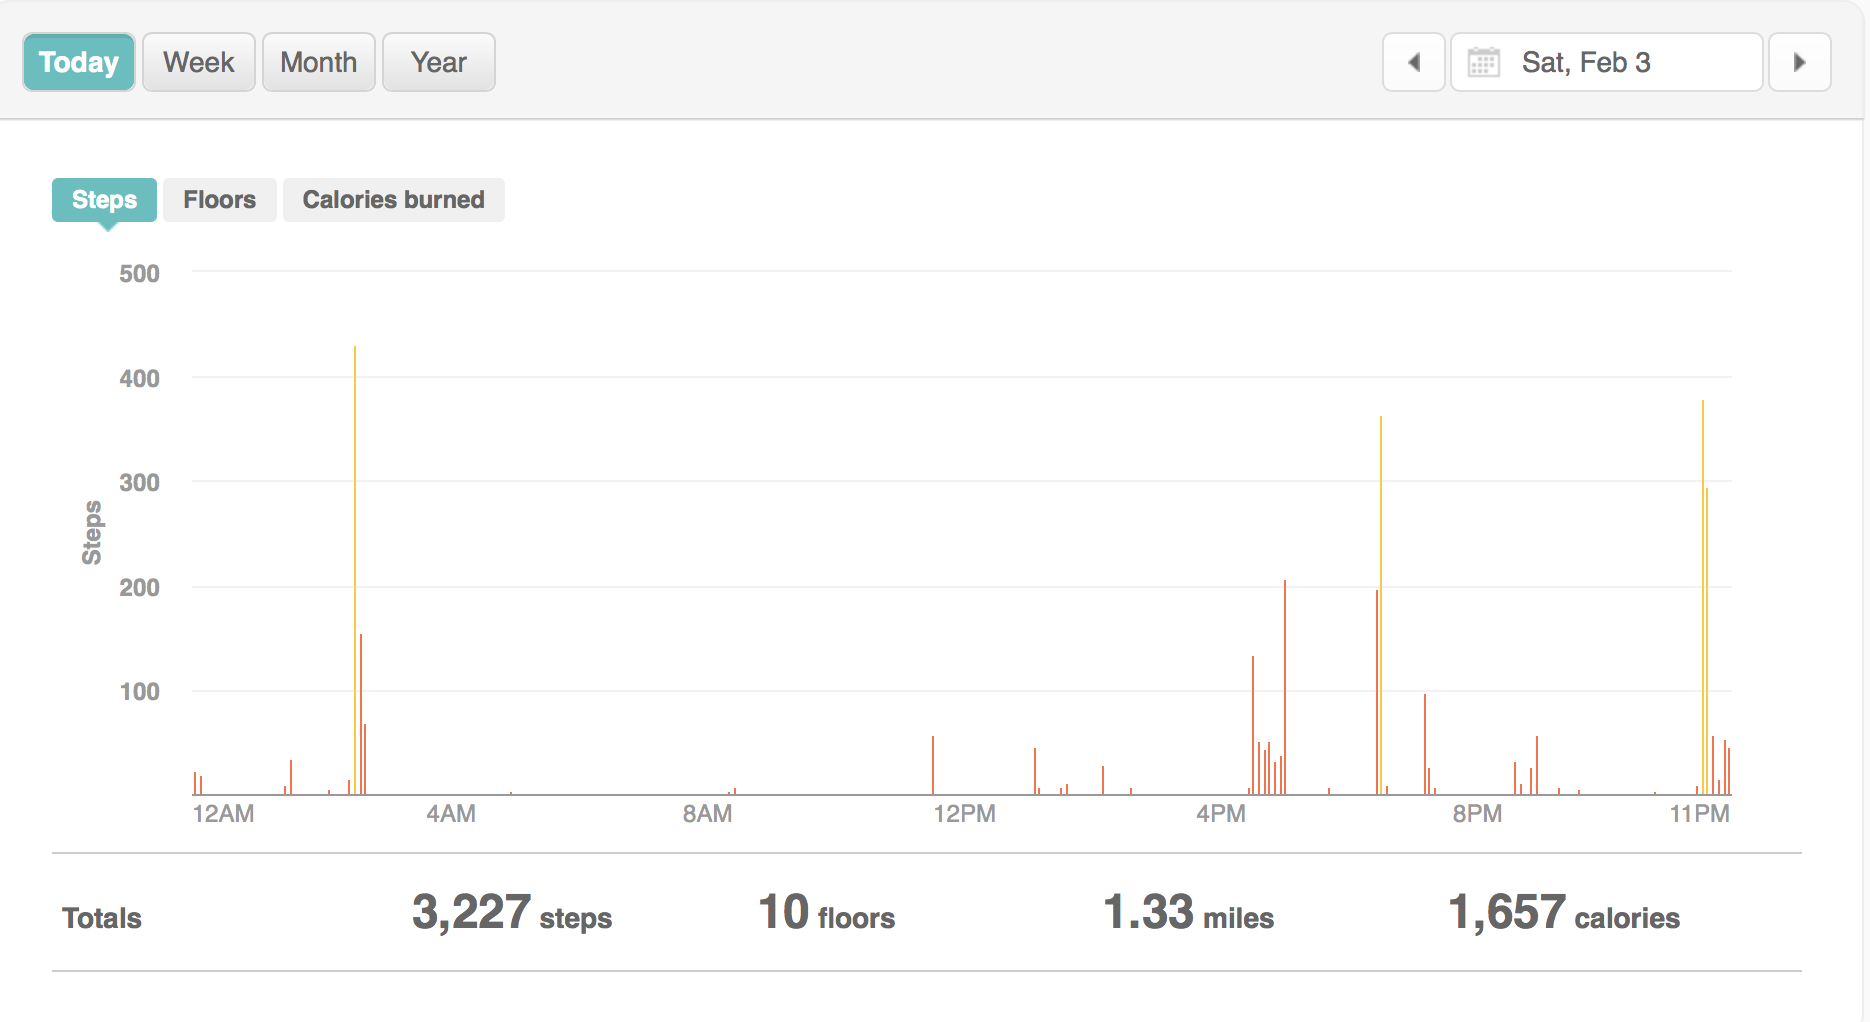 Today Week Month Year Sat, Feb 3
Steps Floors Calories burned
500
400
300
200
100
Steps
12AM 4AM 8AM 12PM 4PM 8PM 11PM
Totals 3,227 steps 10 floors 1.33 miles 1,657 calories